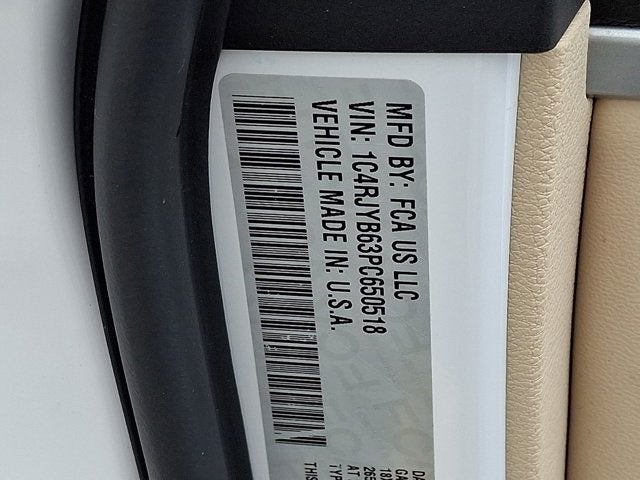 MFD BY: FCA US LLC
VIN: 1C4RJYB63PC650518
VEHICLE MADE IN: U.S.A.